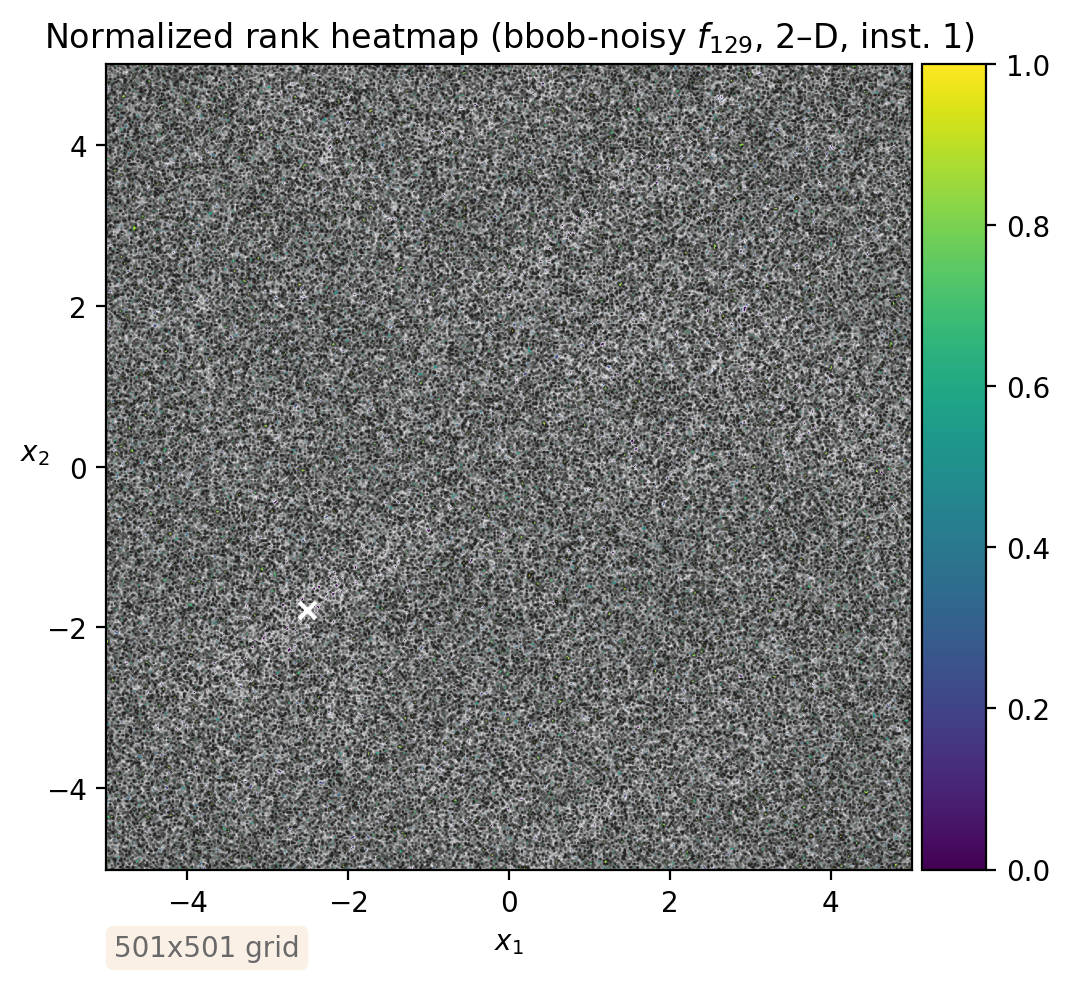 Normalized rank heatmap (bbob-noisy f₁₂₉, 2–D, inst. 1)
1.0
0.8
0.6
0.4
0.2
0.0
4
2
0
−2
−4
x₂
−4 −2 0 2 4
x₁
501x501 grid